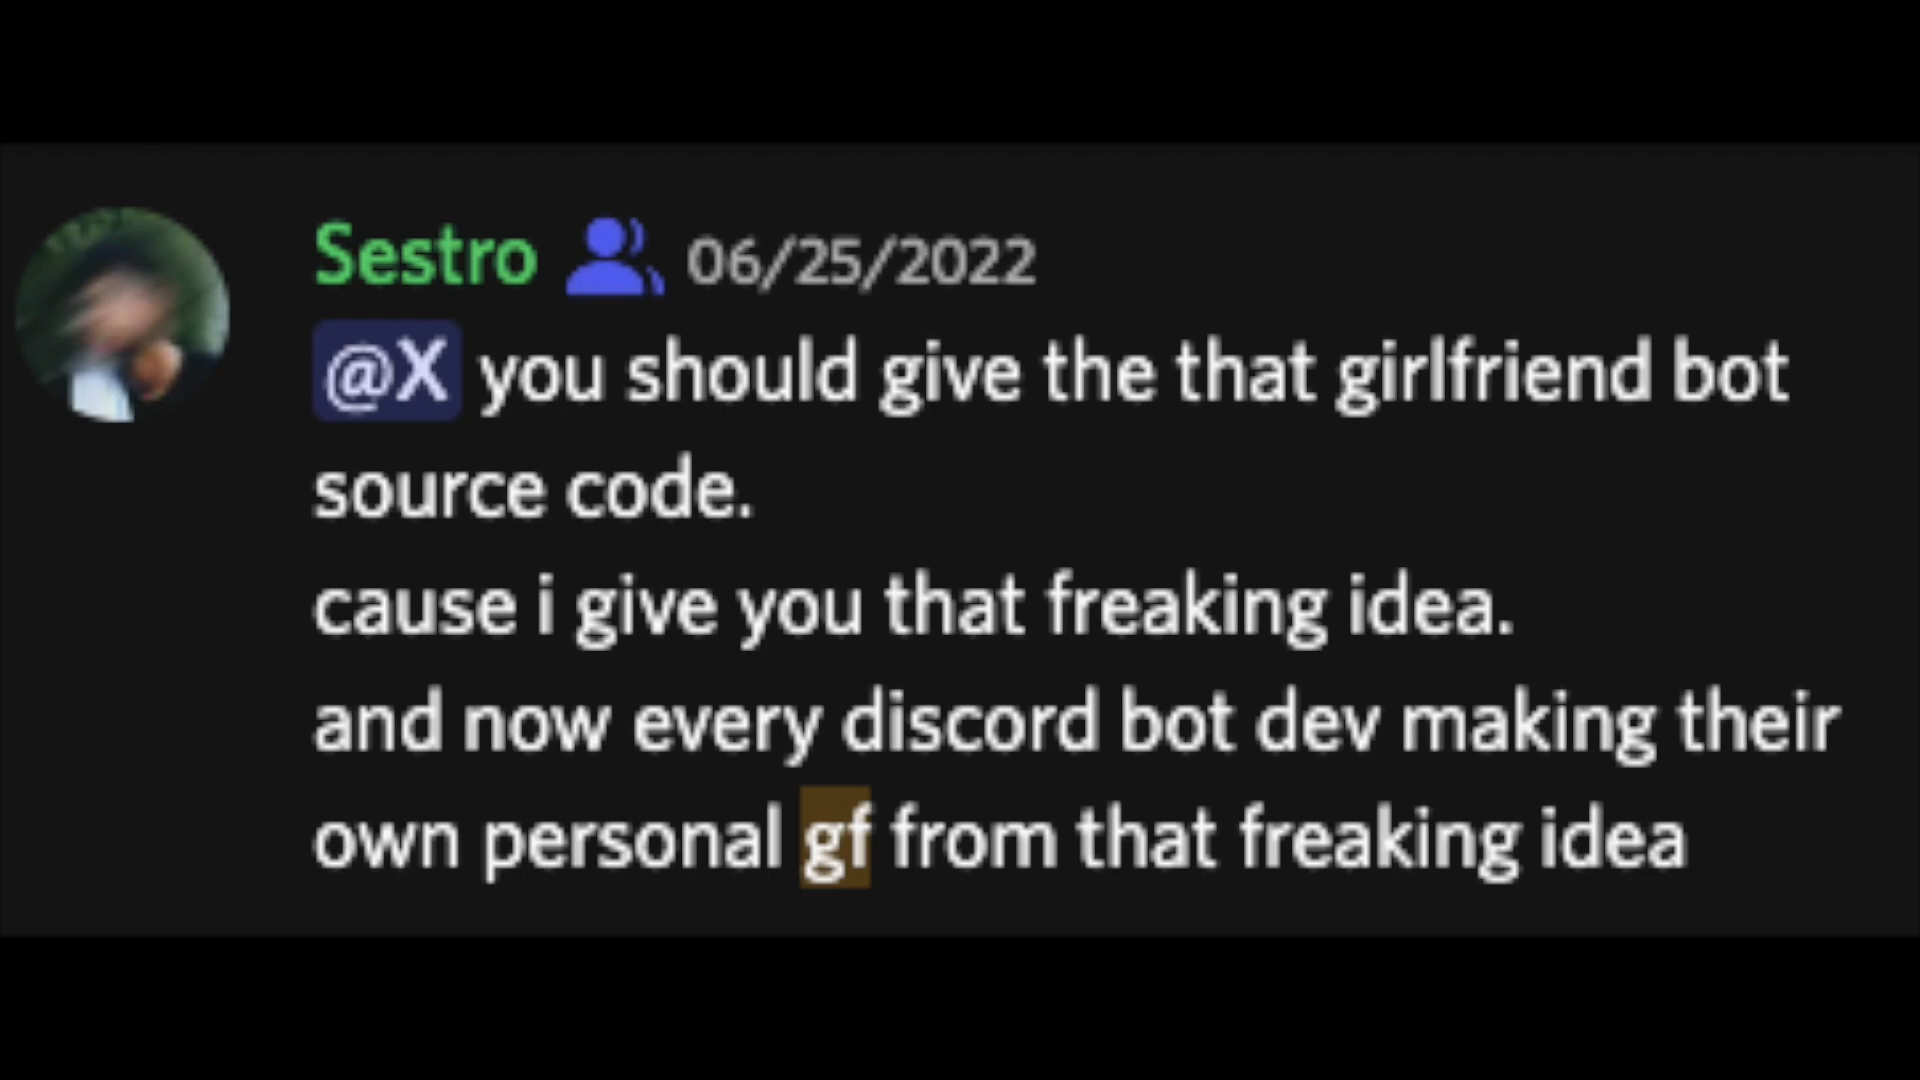 Sestro 06/25/2022
@X you should give the that girlfriend bot
source code.
cause i give you that freaking idea.
and now every discord bot dev making their
own personal gf from that freaking idea